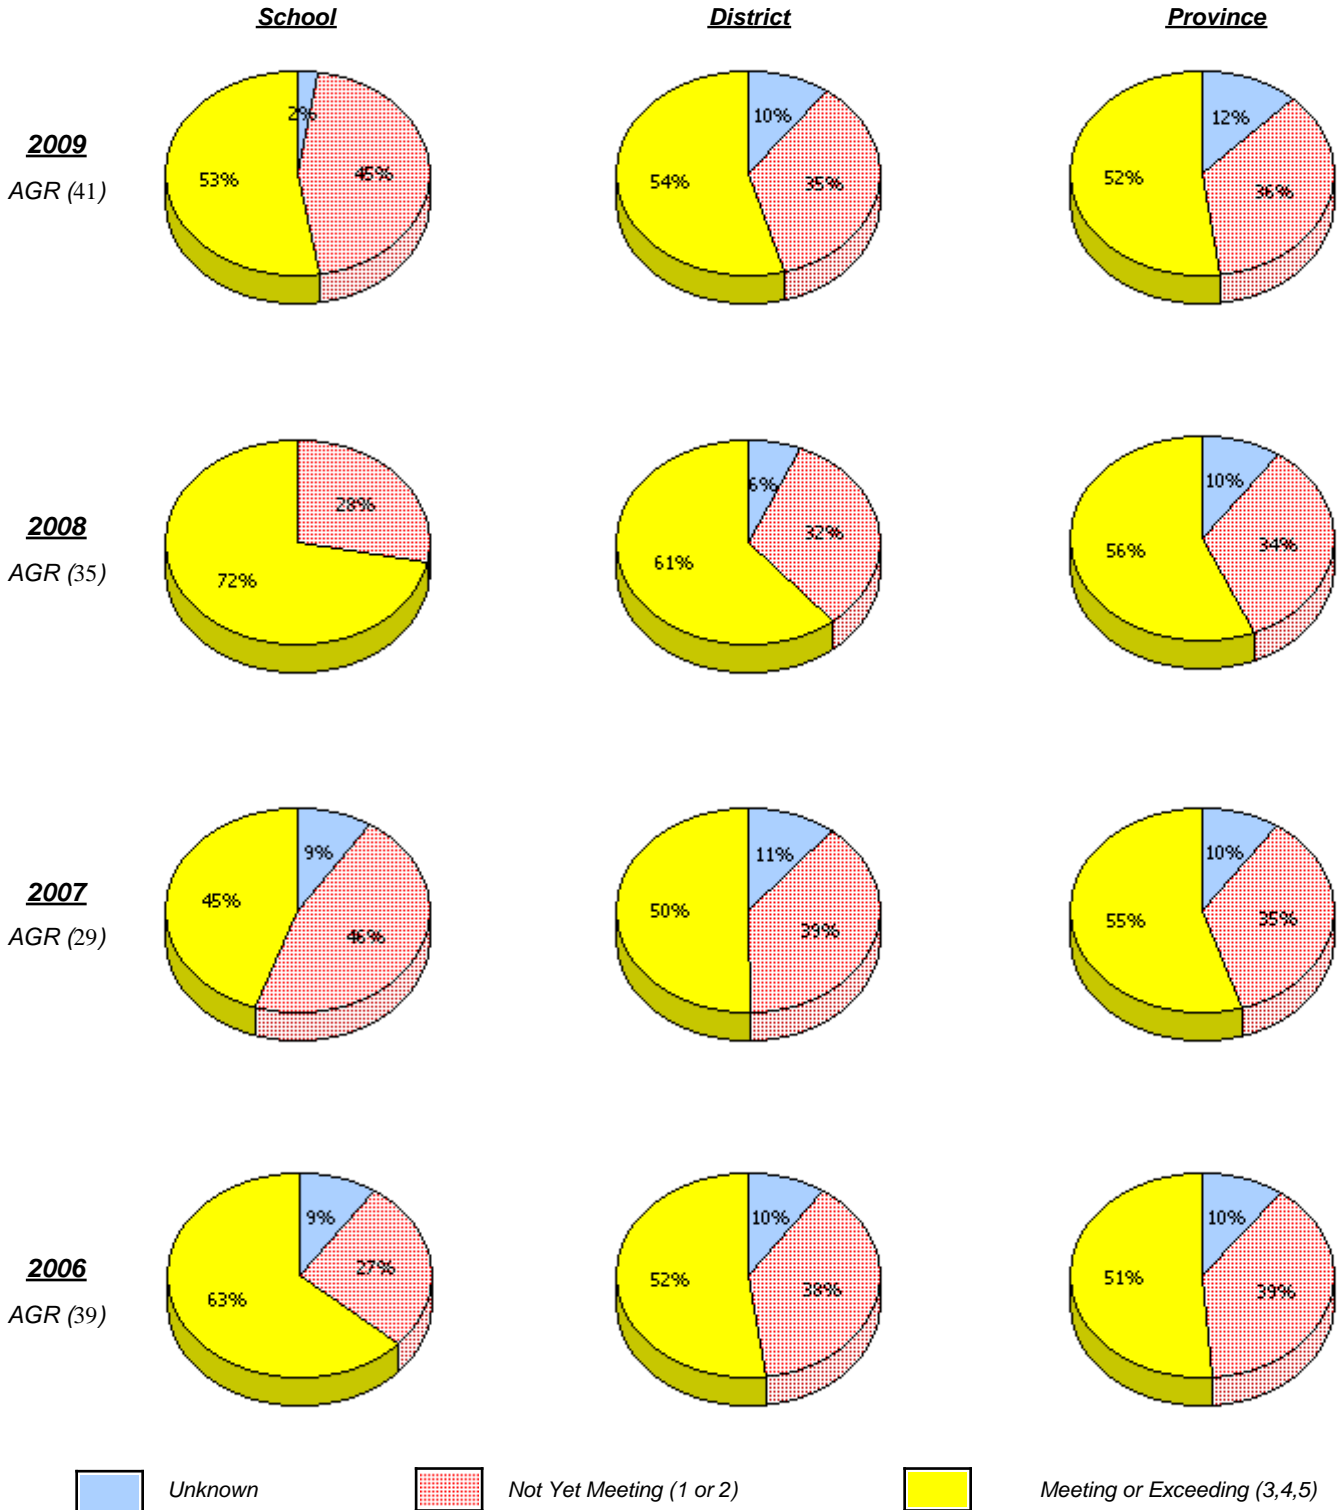 School District Province
2009
AGR (41)
2% 45% 53%
10% 35% 54%
12% 36% 52%
2008
AGR (35)
28% 72%
6% 32% 61%
10% 34% 56%
2007
AGR (29)
9% 46% 45%
11% 39% 50%
10% 35% 55%
2006
AGR (39)
9% 27% 63%
10% 38% 52%
10% 39% 51%
Unknown Not Yet Meeting (1 or 2) Meeting or Exceeding (3,4,5)